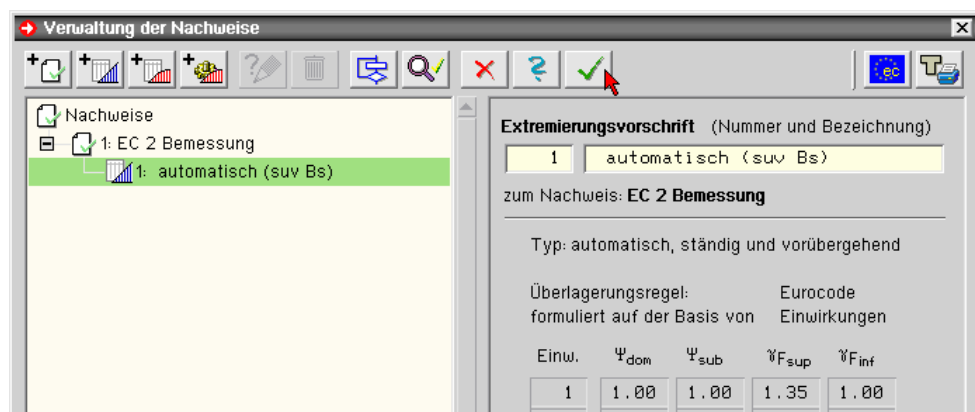 Verwaltung der Nachweise
ec
Nachweise
1: EC 2 Bemessung
1: automatisch (suv Bs)
Extremierungsvorschrift (Nummer und Bezeichnung)
1 automatisch (suv Bs)
zum Nachweis: EC 2 Bemessung
Typ: automatisch, ständig und vorübergehend
Überlagerungsregel: Eurocode
formuliert auf der Basis von Einwirkungen
Einw. Ψdom Ψsub γFsup γFinf
1 1.00 1.00 1.35 1.00